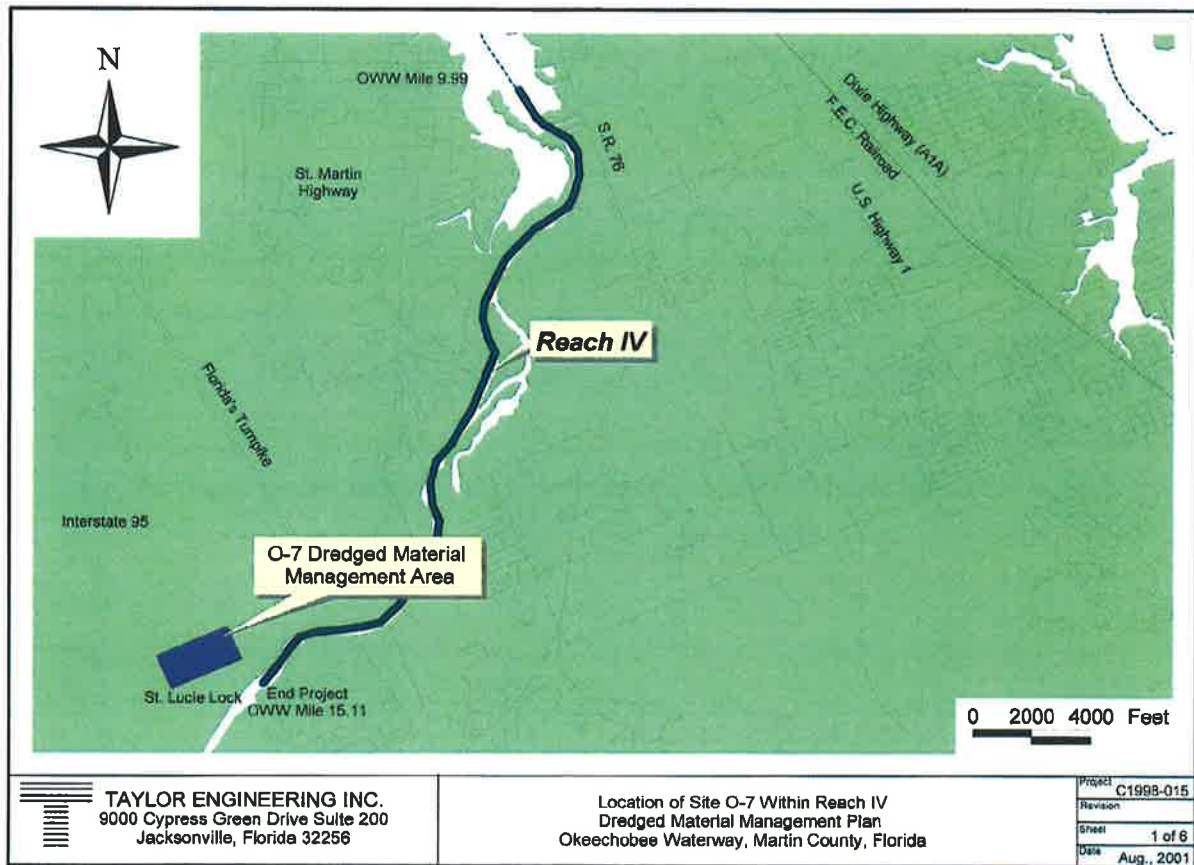 N
OWW Mile 9.99
S.R. 76
Dixie Highway (A1A)
F.E.C. Railroad
U.S. Highway 1
St. Martin
Highway
Reach IV
Florida's Turnpike
Interstate 95
O-7 Dredged Material
Management Area
St. Lucie Lock
End Project
OWW Mile 15.11
0 2000 4000 Feet
TAYLOR ENGINEERING INC.
9000 Cypress Green Drive Suite 200
Jacksonville, Florida 32256
Location of Site O-7 Within Reach IV
Dredged Material Management Plan
Okeechobee Waterway, Martin County, Florida
Project C1998-015
Revision
Sheet 1 of 6
Date Aug., 2001